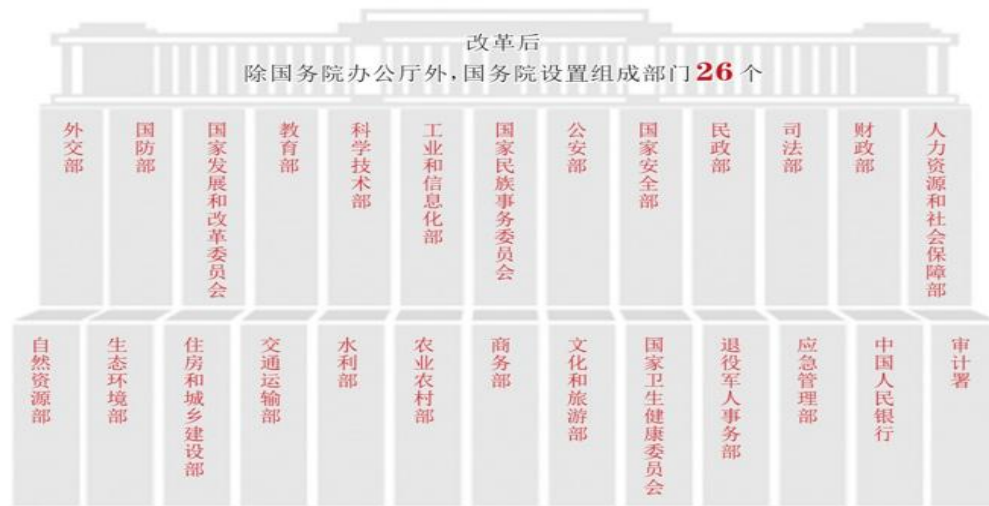 改革后
除国务院办公厅外,国务院设置组成部门26个
外交部
国防部
国家发展和改革委员会
教育部
科学技术部
工业和信息化部
国家民族事务委员会
公安部
国家安全部
民政部
司法部
财政部
人力资源和社会保障部
自然资源部
生态环境部
住房和城乡建设部
交通运输部
水利部
农业农村部
商务部
文化和旅游部
国家卫生健康委员会
退役军人事务部
应急管理部
中国人民银行
审计署